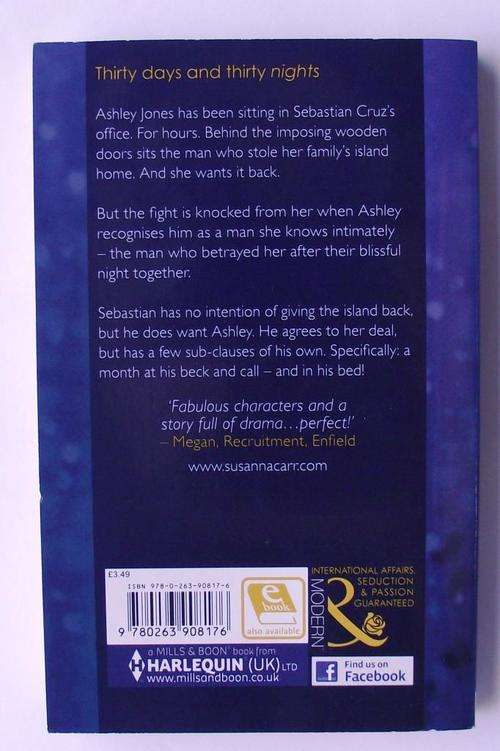 Thirty days and thirty nights
Ashley Jones has been sitting in Sebastian Cruz's
office. For hours. Behind the imposing wooden
doors sits the man who stole her family's island
home. And she wants it back.
But the fight is knocked from her when Ashley
recognises him as a man she knows intimately
– the man who betrayed her after their blissful
night together.
Sebastian has no intention of giving the island back,
but he does want Ashley. He agrees to her deal,
but has a few sub-clauses of his own. Specifically: a
month at his beck and call – and in his bed!
'Fabulous characters and a
story full of drama...perfect!'
– Megan, Recruitment, Enfield
www.susannacarr.com
£3.49
ISBN 978-0-263-90817-6
9 780263 908176
e
book
also available
INTERNATIONAL AFFAIRS,
SEDUCTION
& PASSION
GUARANTEED
MODERN
a MILLS & BOON® book from
HARLEQUIN (UK) LTD
www.millsandboon.co.uk
f
Find us on
Facebook